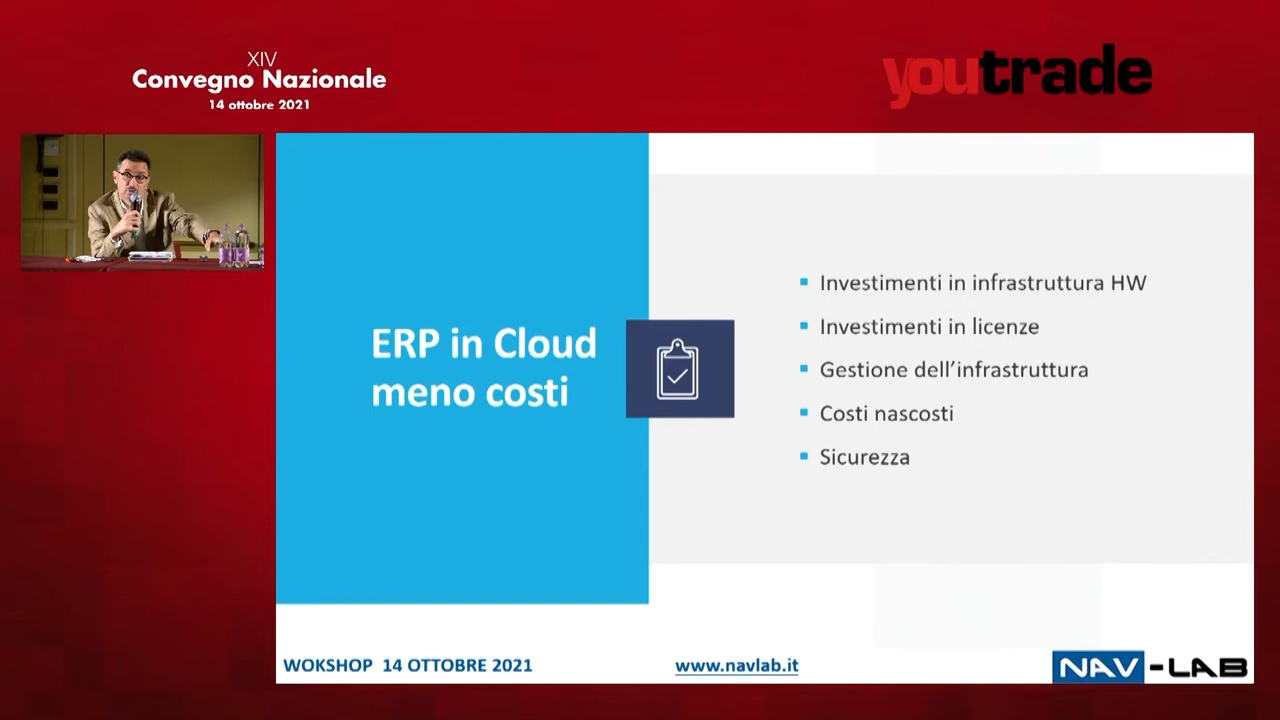 XIV
Convegno Nazionale
14 ottobre 2021
youtrade
ERP in Cloud
meno costi
Investimenti in infrastruttura HW
Investimenti in licenze
Gestione dell’infrastruttura
Costi nascosti
Sicurezza
WOKSHOP 14 OTTOBRE 2021
www.navlab.it
NAV-LAB